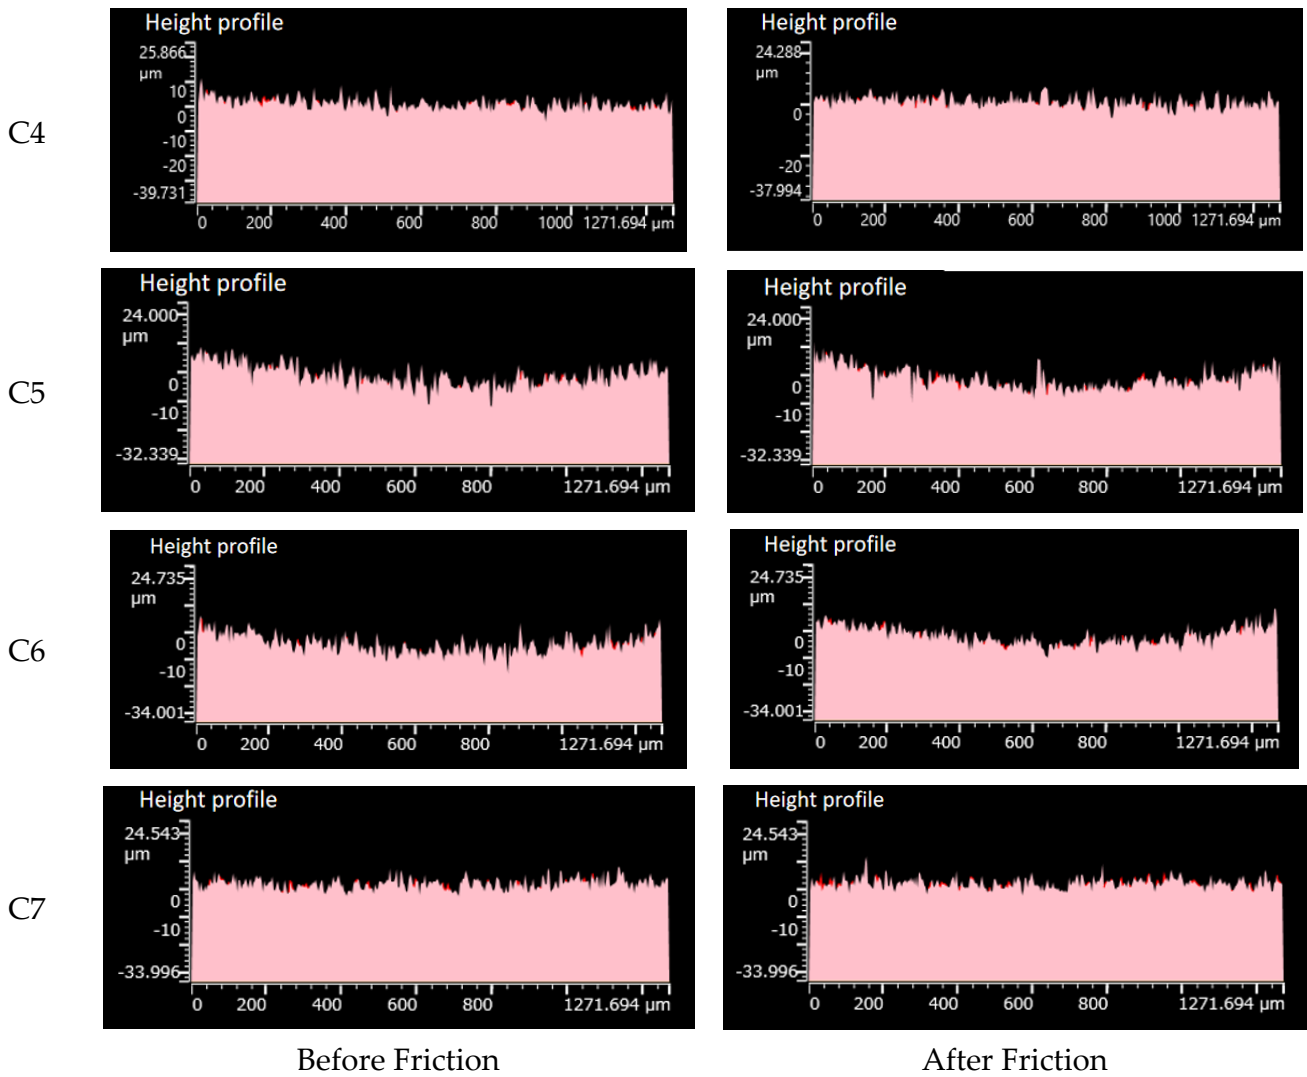 Height profile
25.866
µm
10
0
-10
-20
-39.731
0 200 400 600 800 1000 1271.694 µm
Height profile
24.288
µm
0
-20
-37.994
0 200 400 600 800 1000 1271.694 µm
C4
Height profile
24.000
µm
0
-10
-32.339
0 200 400 600 800 1271.694 µm
Height profile
24.000
µm
0
-10
-32.339
0 200 400 600 800 1271.694 µm
C5
Height profile
24.735
µm
0
-10
-34.001
0 200 400 600 800 1271.694 µm
Height profile
24.735
µm
0
-10
-34.001
0 200 400 600 800 1271.694 µm
C6
Height profile
24.543
µm
0
-10
-33.996
0 200 400 600 800 1271.694 µm
Height profile
24.543
µm
0
-10
-33.996
0 200 400 600 800 1271.694 µm
C7
Before Friction
After Friction